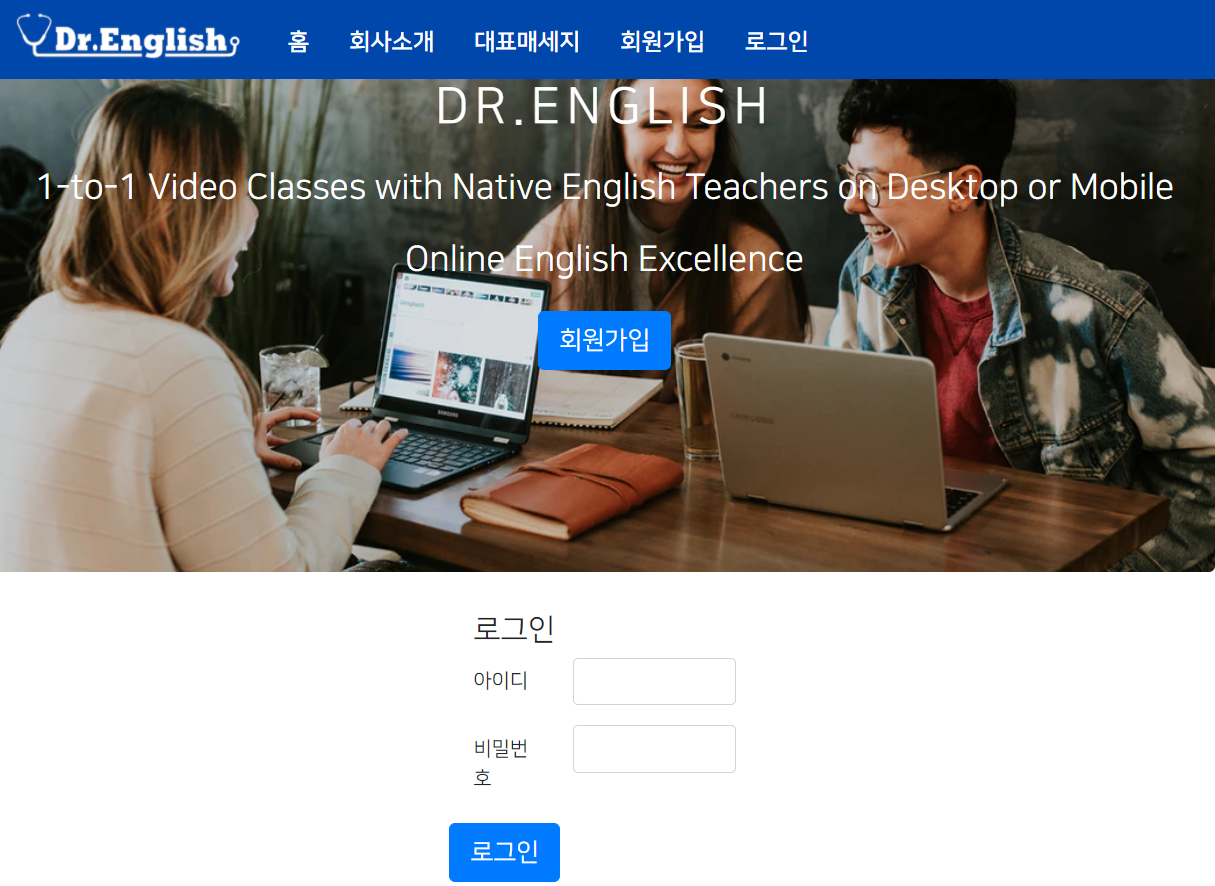 Dr.English
홈 회사소개 대표매세지 회원가입 로그인
DR.ENGLISH
1-to-1 Video Classes with Native English Teachers on Desktop or Mobile
Online English Excellence
회원가입
SAMSUNG
SAMSUNG
로그인
아이디
비밀번
호
로그인